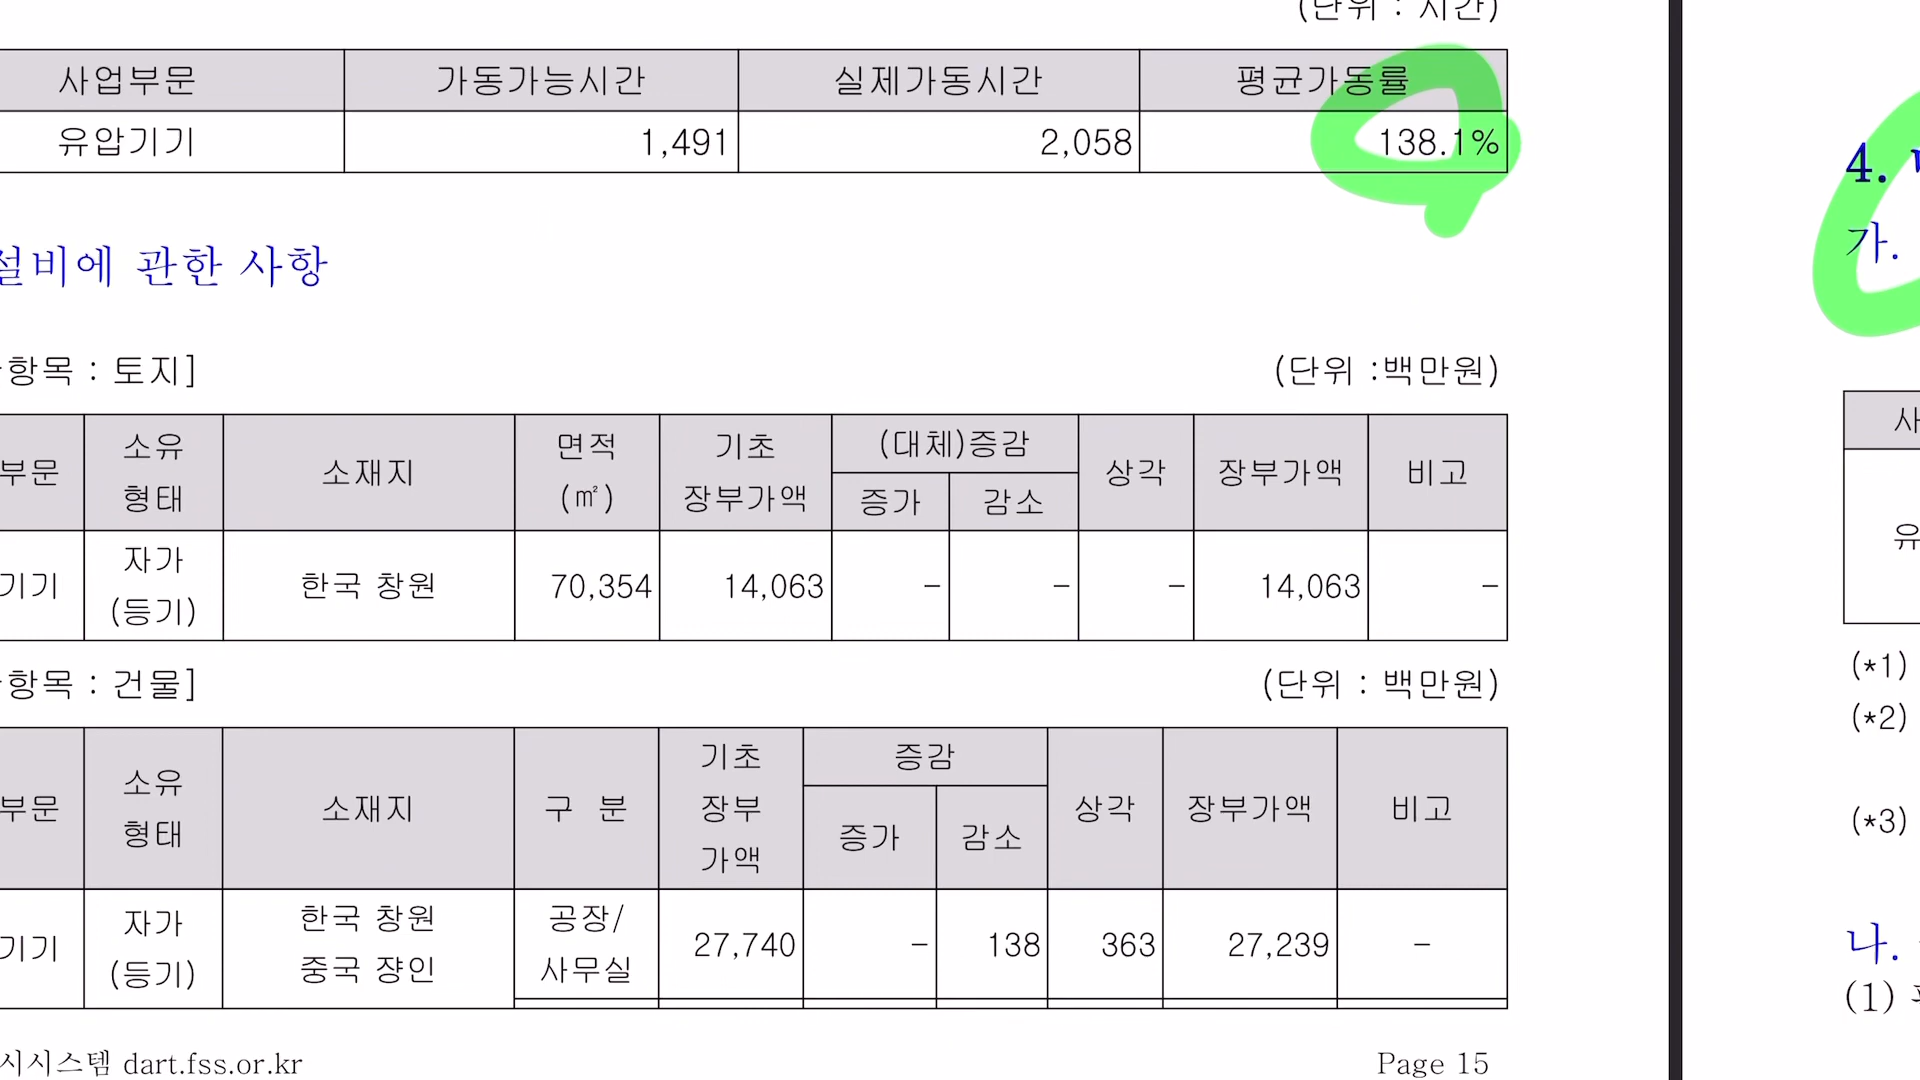 (단위 : 시간)
사업부문 가동가능시간 실제가동시간 평균가동률
유압기기 1,491 2,058 138.1%
설비에 관한 사항
항목 : 토지] (단위 :백만원)
부문 소유 형태 소재지 면적 (㎡) 기초 장부가액 (대체)증감 증가 감소 상각 장부가액 비고
기기 자가 (등기) 한국 창원 70,354 14,063 – – – 14,063 –
항목 : 건물] (단위 : 백만원)
부문 소유 형태 소재지 구 분 기초 장부 가액 증감 증가 감소 상각 장부가액 비고
기기 자가 (등기) 한국 창원 중국 쟝인 공장/ 사무실 27,740 – 138 363 27,239 –
시시스템 dart.fss.or.kr Page 15
4.
가.
사
유
(*1)
(*2)
(*3)
나.
(1)